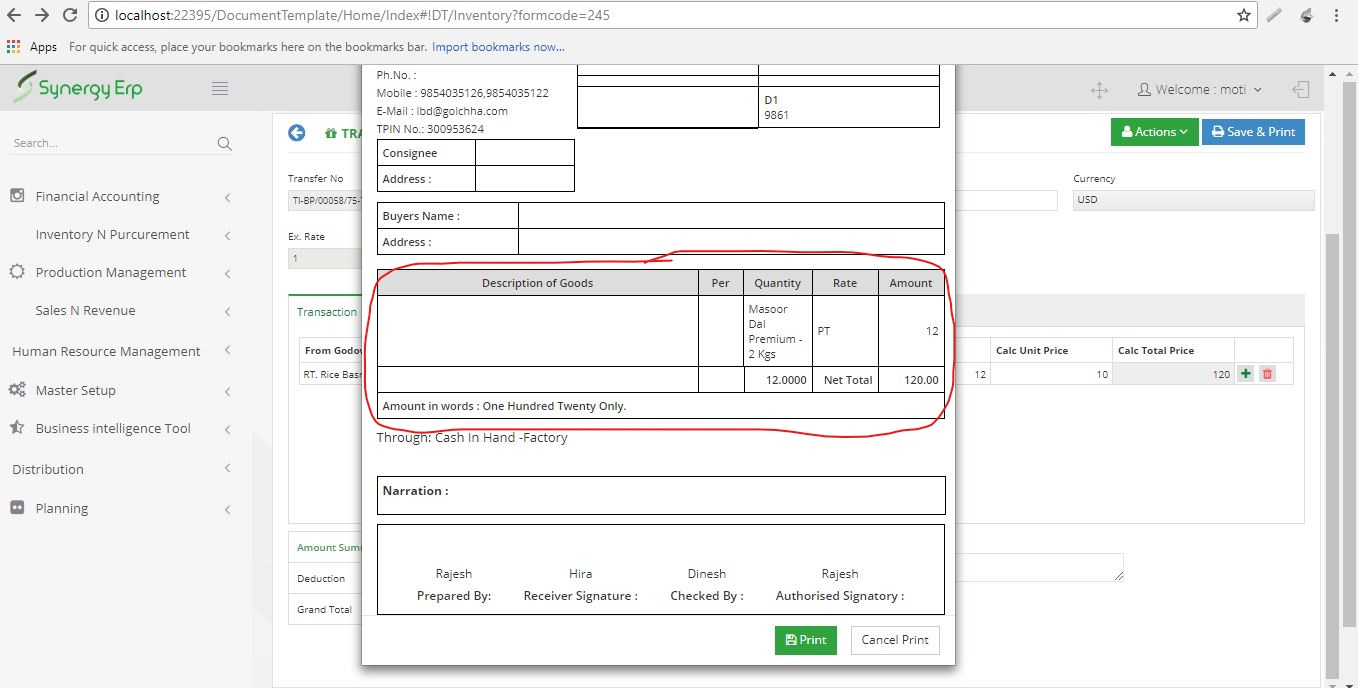 localhost:22395/DocumentTemplate/Home/Index#!DT/Inventory?formcode=245
Apps For quick access, place your bookmarks here on the bookmarks bar. Import bookmarks now...
Synergy Erp
Welcome : moti
Search...
Financial Accounting
Inventory N Purcurement
Production Management
Sales N Revenue
Human Resource Management
Master Setup
Business intelligence Tool
Distribution
Planning
TRA
Actions
Save & Print
Transfer No
TI-BP/00058/75-
Currency
USD
Ex. Rate
1
Transaction
From Godo
Calc Unit Price
Calc Total Price
RT. Rice Basr
12
10
120
Amount Sum
Deduction
Grand Total
Ph.No. :
Mobile : 9854035126,9854035122
E-Mail : lbd@golchha.com
TPIN No.: 300953624
D1
9861
Consignee
Address :
Buyers Name :
Address :
Description of Goods Per Quantity Rate Amount
Masoor
Dal
Premium -
2 Kgs
PT
12
12.0000 Net Total 120.00
Amount in words : One Hundred Twenty Only.
Through: Cash In Hand -Factory
Narration :
Rajesh Hira Dinesh Rajesh
Prepared By: Receiver Signature : Checked By : Authorised Signatory :
Print
Cancel Print